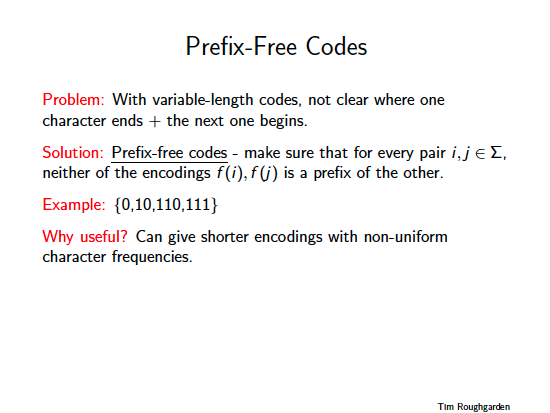 Prefix-Free Codes
Problem: With variable-length codes, not clear where one
character ends + the next one begins.
Solution: Prefix-free codes - make sure that for every pair i, j ∈ Σ,
neither of the encodings f(i), f(j) is a prefix of the other.
Example: {0,10,110,111}
Why useful? Can give shorter encodings with non-uniform
character frequencies.
Tim Roughgarden